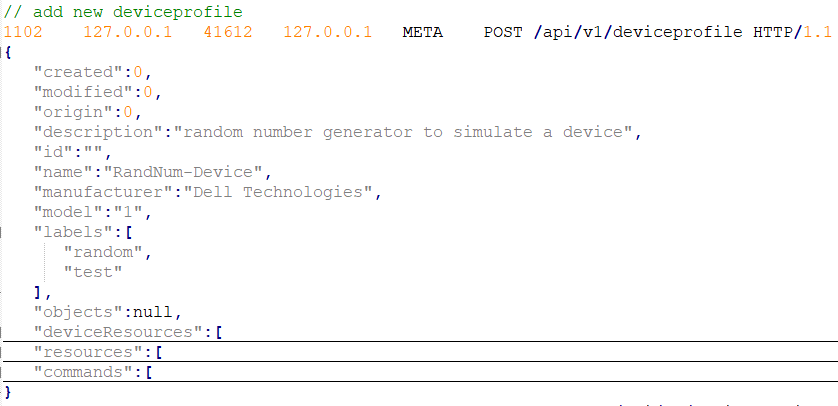 // add new deviceprofile
1102 127.0.0.1 41612 127.0.0.1 META POST /api/v1/deviceprofile HTTP/1.1
{
"created":0,
"modified":0,
"origin":0,
"description":"random number generator to simulate a device",
"id":"",
"name":"RandNum-Device",
"manufacturer":"Dell Technologies",
"model":"1",
"labels":[
"random",
"test"
],
"objects":null,
"deviceResources":[
"resources":[
"commands":[
}